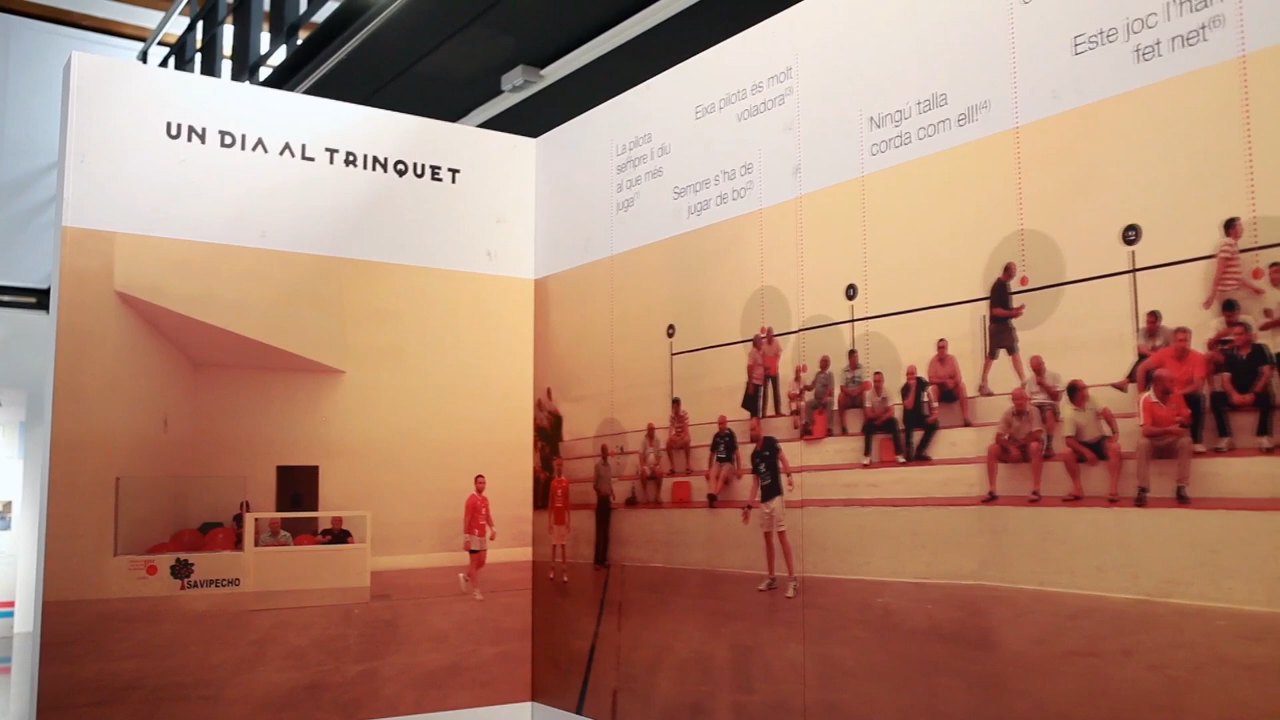 UN DIA AL TRINQUET
La pilota
sempre li diu
al que més
juga(1)
Sempre s'ha de
jugar de bo(2)
Eixa pilota és molt
voladora(3)
Ningú talla
corda com ell!(4)
Este joc l'han
fet net(6)
SAVIPECHO